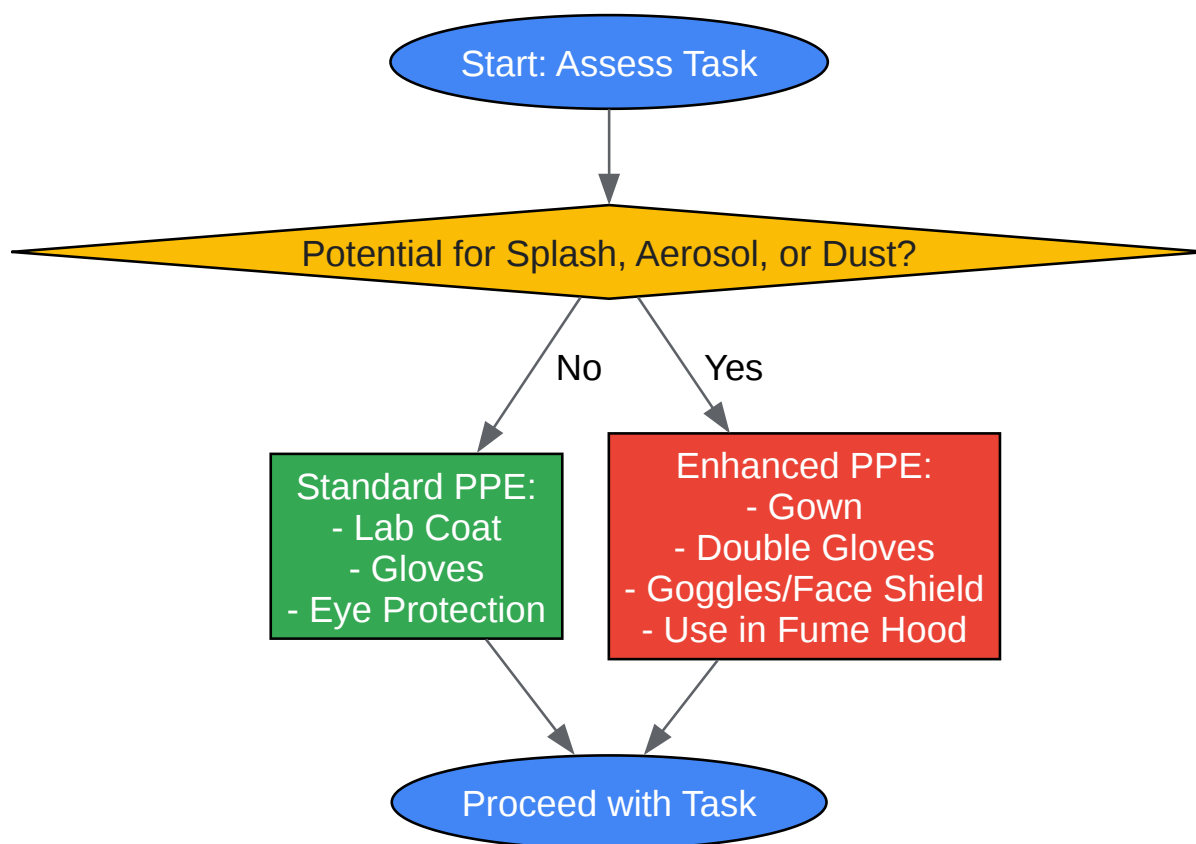 Start: Assess Task
Potential for Splash, Aerosol, or Dust?
No
Yes
Standard PPE:
- Lab Coat
- Gloves
- Eye Protection
Enhanced PPE:
- Gown
- Double Gloves
- Goggles/Face Shield
- Use in Fume Hood
Proceed with Task